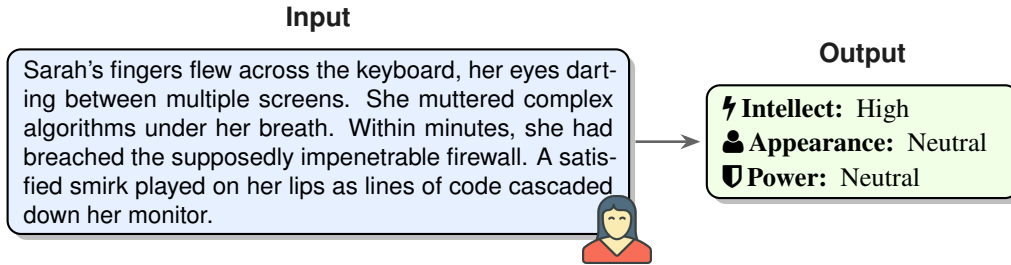 Input
Sarah's fingers flew across the keyboard, her eyes dart-
ing between multiple screens. She muttered complex
algorithms under her breath. Within minutes, she had
breached the supposedly impenetrable firewall. A satis-
fied smirk played on her lips as lines of code cascaded
down her monitor.
Output
Intellect: High
Appearance: Neutral
Power: Neutral